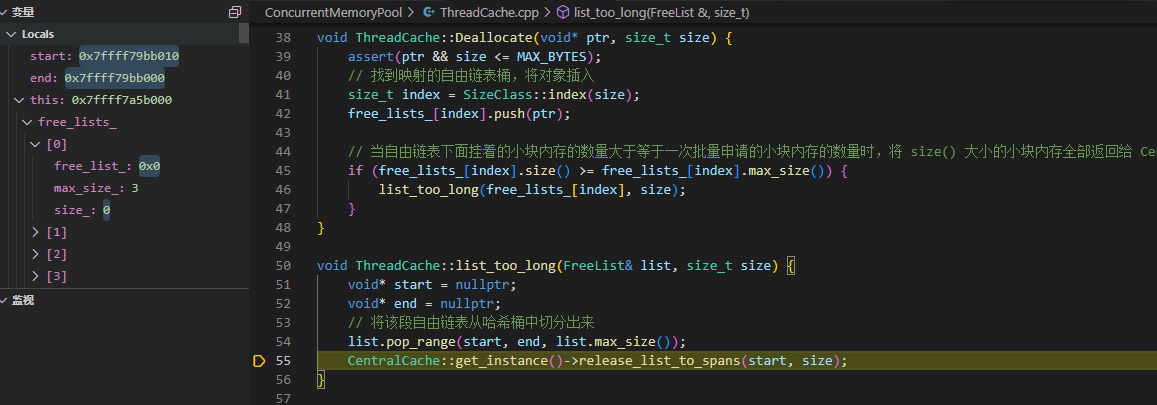 变量
Locals
start: 0x7ffff79bb010
end: 0x7ffff79bb000
this: 0x7ffff7a5b000
free_lists_
[0]
free_list_: 0x0
max_size_: 3
size_: 0
[1]
[2]
[3]
监视
ConcurrentMemoryPool > ThreadCache.cpp > list_too_long(FreeList &, size_t)
38 void ThreadCache::Deallocate(void* ptr, size_t size) {
39 assert(ptr && size <= MAX_BYTES);
40 // 找到映射的自由链表桶，将对象插入
41 size_t index = SizeClass::index(size);
42 free_lists_[index].push(ptr);
43
44 // 当自由链表下面挂着的小块内存的数量大于等于一次批量申请的小块内存的数量时，将 size() 大小的小块内存全部返回给 Ce
45 if (free_lists_[index].size() >= free_lists_[index].max_size()) {
46 list_too_long(free_lists_[index], size);
47 }
48 }
49
50 void ThreadCache::list_too_long(FreeList& list, size_t size) {
51 void* start = nullptr;
52 void* end = nullptr;
53 // 将该段自由链表从哈希桶中切分出来
54 list.pop_range(start, end, list.max_size());
55 CentralCache::get_instance()->release_list_to_spans(start, size);
56 }
57